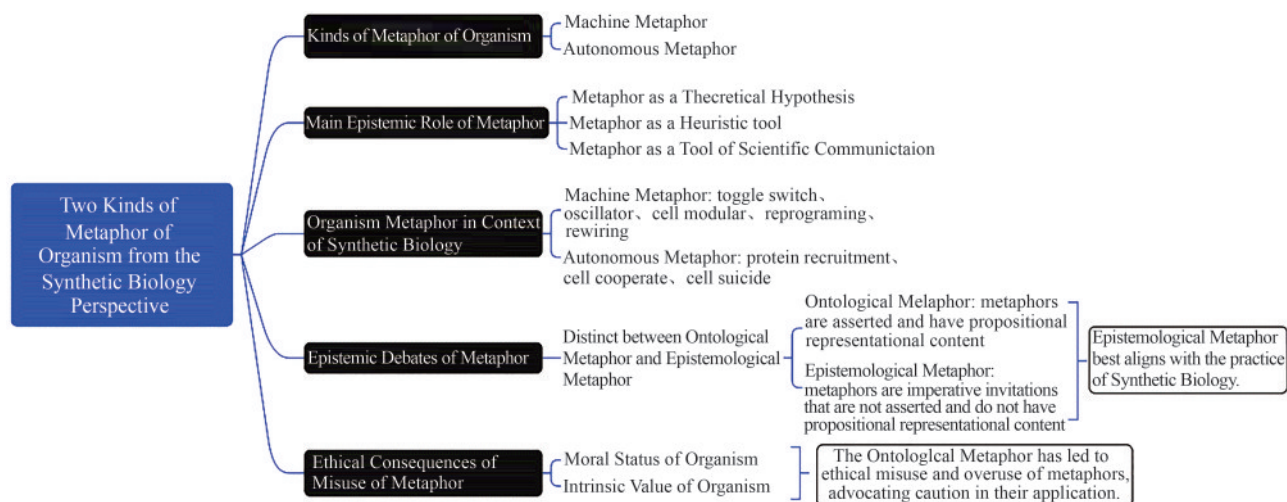 Two Kinds of
Metaphor of
Organism from the
Synthetic Biology
Perspective
Kinds of Metaphor of Organism
Machine Metaphor
Autonomous Metaphor
Main Epistemic Role of Metaphor
Metaphor as a Thecretical Hypothesis
Metaphor as a Heuristic tool
Metaphor as a Tool of Scientific Communictaion
Organism Metaphor in Context
of Synthetic Biology
Machine Metaphor: toggle switch、
oscillator、cell modular、reprograming、
rewiring
Autonomous Metaphor: protein recruitment、
cell cooperate、cell suicide
Epistemic Debates of Metaphor
Distinct between Ontological
Metaphor and Epistemological
Metaphor
Ontological Melaphor: metaphors
are asserted and have propositional
representational content
Epistemological Metaphor:
metaphors are imperative invitations
that are not asserted and do not have
propositional representational content
Epistemological Metaphor
best aligns with the practice
of Synthetic Biology.
Ethical Consequences of
Misuse of Metaphor
Moral Status of Organism
Intrinsic Value of Organism
The Ontologlcal Metaphor has led to
ethical misuse and overuse of metaphors,
advocating caution in their application.